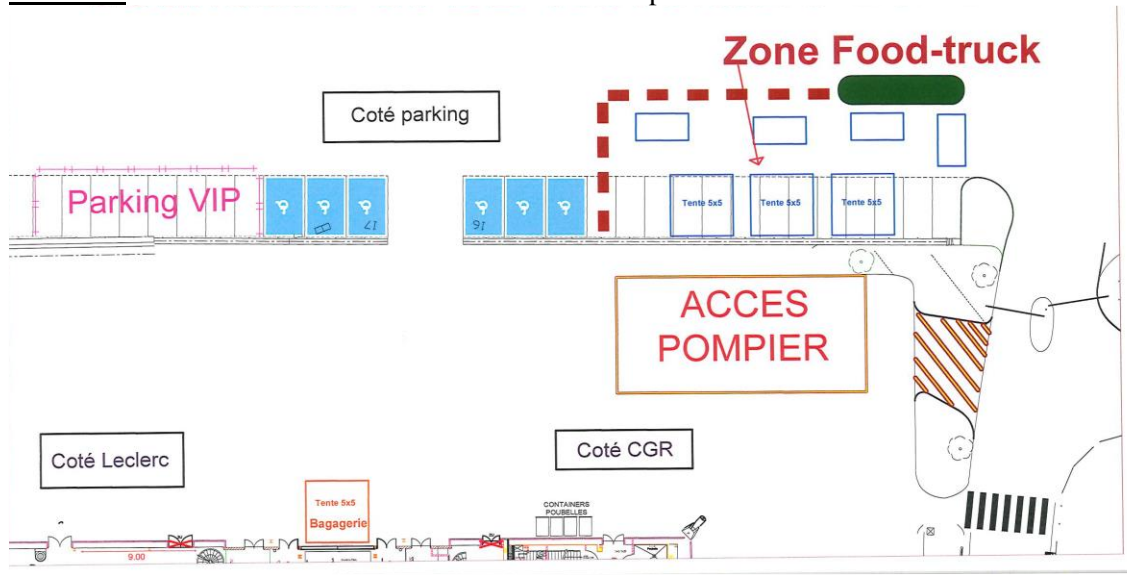 Zone Food-truck
Coté parking
Parking VIP
17
16
Tente 5x5
Tente 5x5
Tente 5x5
ACCES
POMPIER
Coté Leclerc
Coté CGR
Tente 5x5
Bagagerie
CONTAINERS
POUBELLES
9.00